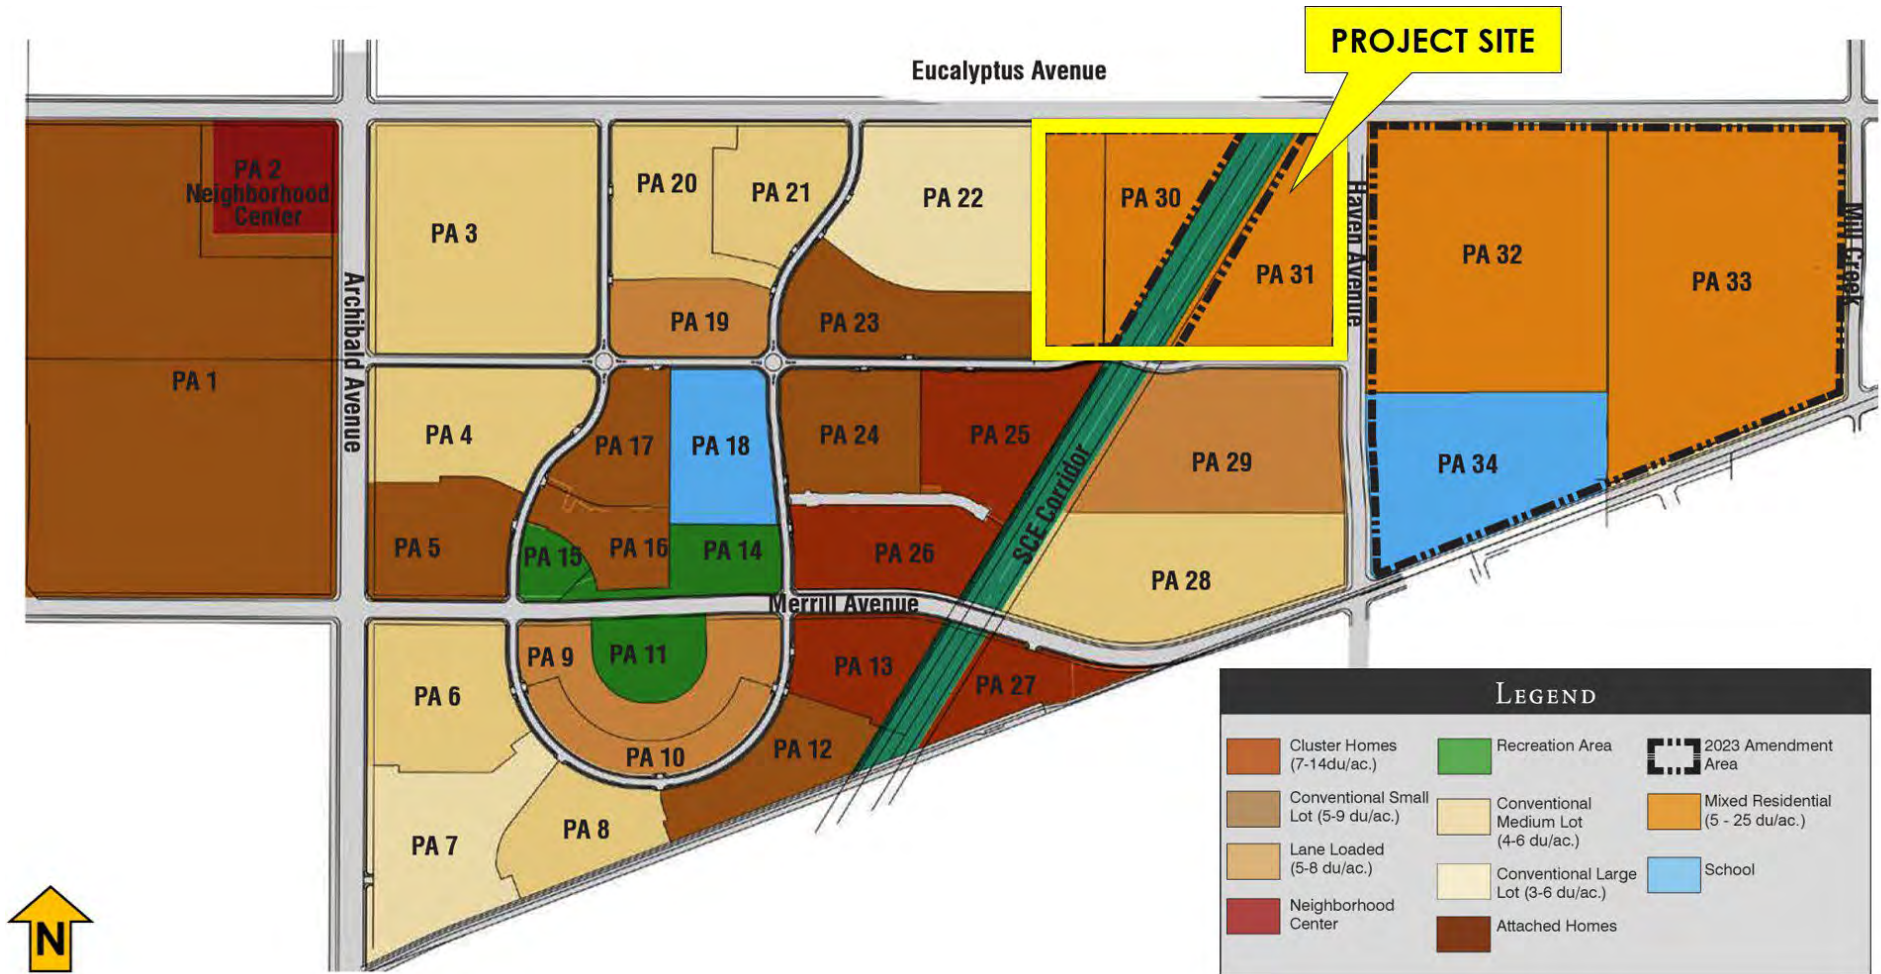 PROJECT SITE
Eucalyptus Avenue
PA 2
Neighborhood
Center
PA 3
PA 20
PA 21
PA 22
PA 30
PA 31
PA 32
PA 33
Haven Avenue
Mill Creek
Archibald Avenue
PA 19
PA 23
PA 1
PA 4
PA 17
PA 18
PA 24
PA 25
PA 29
PA 34
SCE Corridor
PA 5
PA 15
PA 16
PA 14
PA 26
PA 28
Merrill Avenue
PA 6
PA 9
PA 11
PA 13
PA 27
PA 10
PA 12
PA 7
PA 8
N
LEGEND
Cluster Homes
(7-14du/ac.)
Conventional Small
Lot (5-9 du/ac.)
Lane Loaded
(5-8 du/ac.)
Neighborhood
Center
Recreation Area
Conventional
Medium Lot
(4-6 du/ac.)
Conventional Large
Lot (3-6 du/ac.)
Attached Homes
2023 Amendment
Area
Mixed Residential
(5 - 25 du/ac.)
School